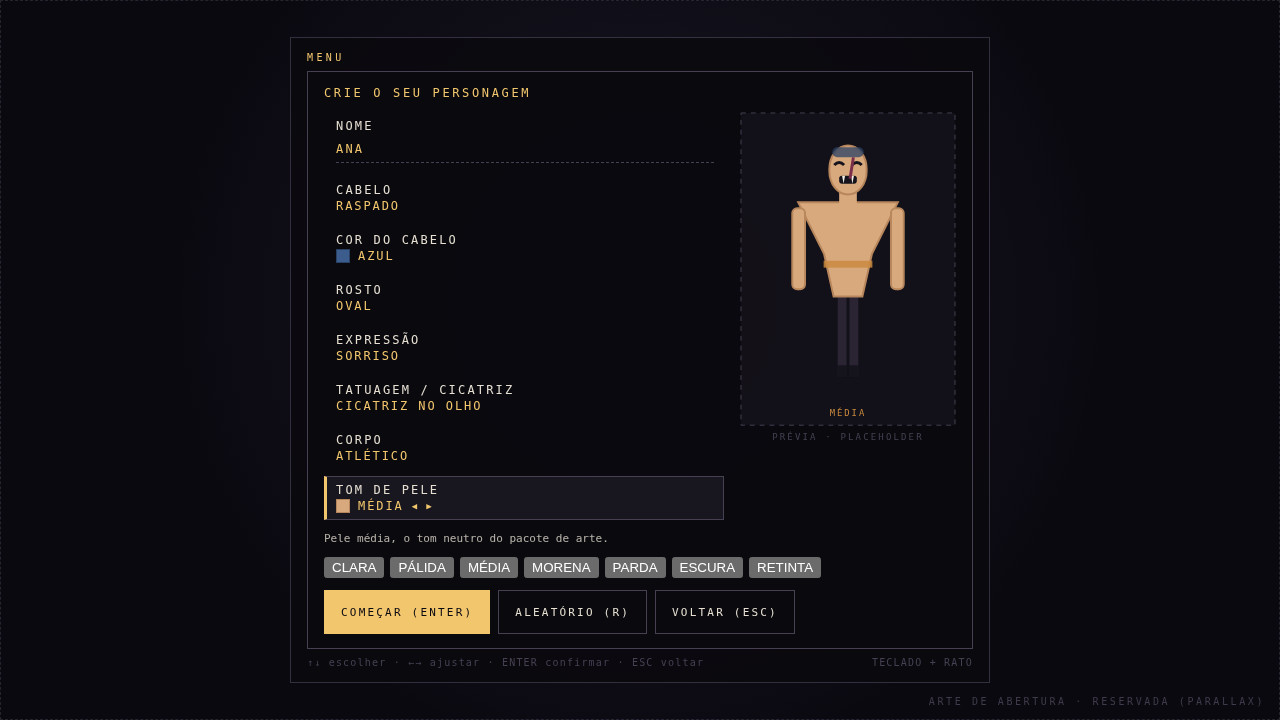 MENU
CRIE O SEU PERSONAGEM
NOME
ANA
CABELO
RASPADO
COR DO CABELO
AZUL
ROSTO
OVAL
EXPRESSÃO
SORRISO
TATUAGEM / CICATRIZ
CICATRIZ NO OLHO
CORPO
ATLÉTICO
TOM DE PELE
MÉDIA ◂ ▸
MÉDIA
PRÉVIA · PLACEHOLDER
Pele média, o tom neutro do pacote de arte.
CLARA PÁLIDA MÉDIA MORENA PARDA ESCURA RETINTA
COMEÇAR (ENTER) ALEATÓRIO (R) VOLTAR (ESC)
↑↓ escolher · ←→ ajustar · ENTER confirmar · ESC voltar TECLADO + RATO
ARTE DE ABERTURA · RESERVADA (PARALLAX)